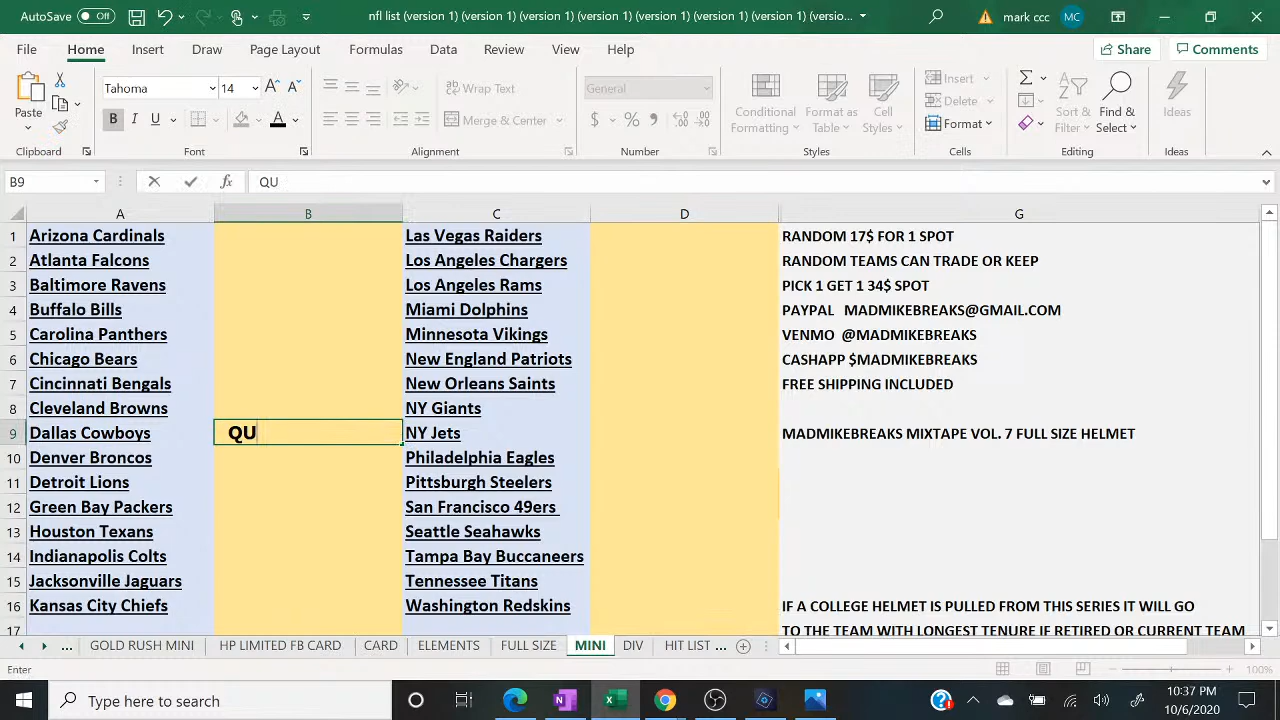 AutoSave Off nfl list (version 1) (version 1) (version 1) (version 1) (version 1) (version 1) (versio... mark ccc MC
File Home Insert Draw Page Layout Formulas Data Review View Help Share Comments
Paste Tahoma 14 Wrap Text General Conditional Formatting Format as Table Cell Styles Insert Delete Format Sort & Filter Find & Select Ideas
B I U A Merge & Center $ %
Clipboard Font Alignment Number Styles Cells Editing Ideas
B9 fx QU
A B C D G
1 Arizona Cardinals Las Vegas Raiders RANDOM 17$ FOR 1 SPOT
2 Atlanta Falcons Los Angeles Chargers RANDOM TEAMS CAN TRADE OR KEEP
3 Baltimore Ravens Los Angeles Rams PICK 1 GET 1 34$ SPOT
4 Buffalo Bills Miami Dolphins PAYPAL MADMIKEBREAKS@GMAIL.COM
5 Carolina Panthers Minnesota Vikings VENMO @MADMIKEBREAKS
6 Chicago Bears New England Patriots CASHAPP $MADMIKEBREAKS
7 Cincinnati Bengals New Orleans Saints FREE SHIPPING INCLUDED
8 Cleveland Browns NY Giants
9 Dallas Cowboys QU NY Jets MADMIKEBREAKS MIXTAPE VOL. 7 FULL SIZE HELMET
10 Denver Broncos Philadelphia Eagles
11 Detroit Lions Pittsburgh Steelers
12 Green Bay Packers San Francisco 49ers
13 Houston Texans Seattle Seahawks
14 Indianapolis Colts Tampa Bay Buccaneers
15 Jacksonville Jaguars Tennessee Titans
16 Kansas City Chiefs Washington Redskins IF A COLLEGE HELMET IS PULLED FROM THIS SERIES IT WILL GO
17 TO THE TEAM WITH LONGEST TENURE IF RETIRED OR CURRENT TEAM
... GOLD RUSH MINI HP LIMITED FB CARD CARD ELEMENTS FULL SIZE MINI DIV HIT LIST ...
Enter 100%
Type here to search 10:37 PM
10/6/2020